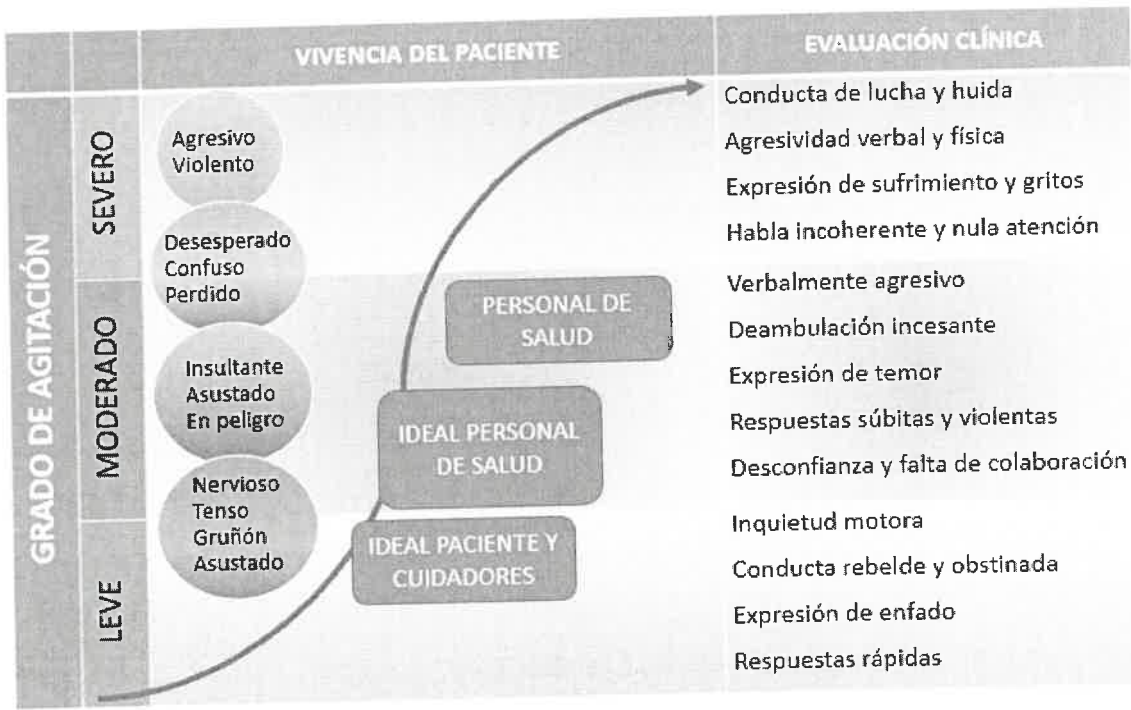 VIVENCIA DEL PACIENTE
EVALUACIÓN CLÍNICA
GRADO DE AGITACIÓN
SEVERO
MODERADO
LEVE
Agresivo
Violento
Desesperado
Confuso
Perdido
Insultante
Asustado
En peligro
Nervioso
Tenso
Gruñón
Asustado
PERSONAL DE
SALUD
IDEAL PERSONAL
DE SALUD
IDEAL PACIENTE Y
CUIDADORES
Conducta de lucha y huida
Agresividad verbal y física
Expresión de sufrimiento y gritos
Habla incoherente y nula atención
Verbalmente agresivo
Deambulación incesante
Expresión de temor
Respuestas súbitas y violentas
Desconfianza y falta de colaboración
Inquietud motora
Conducta rebelde y obstinada
Expresión de enfado
Respuestas rápidas